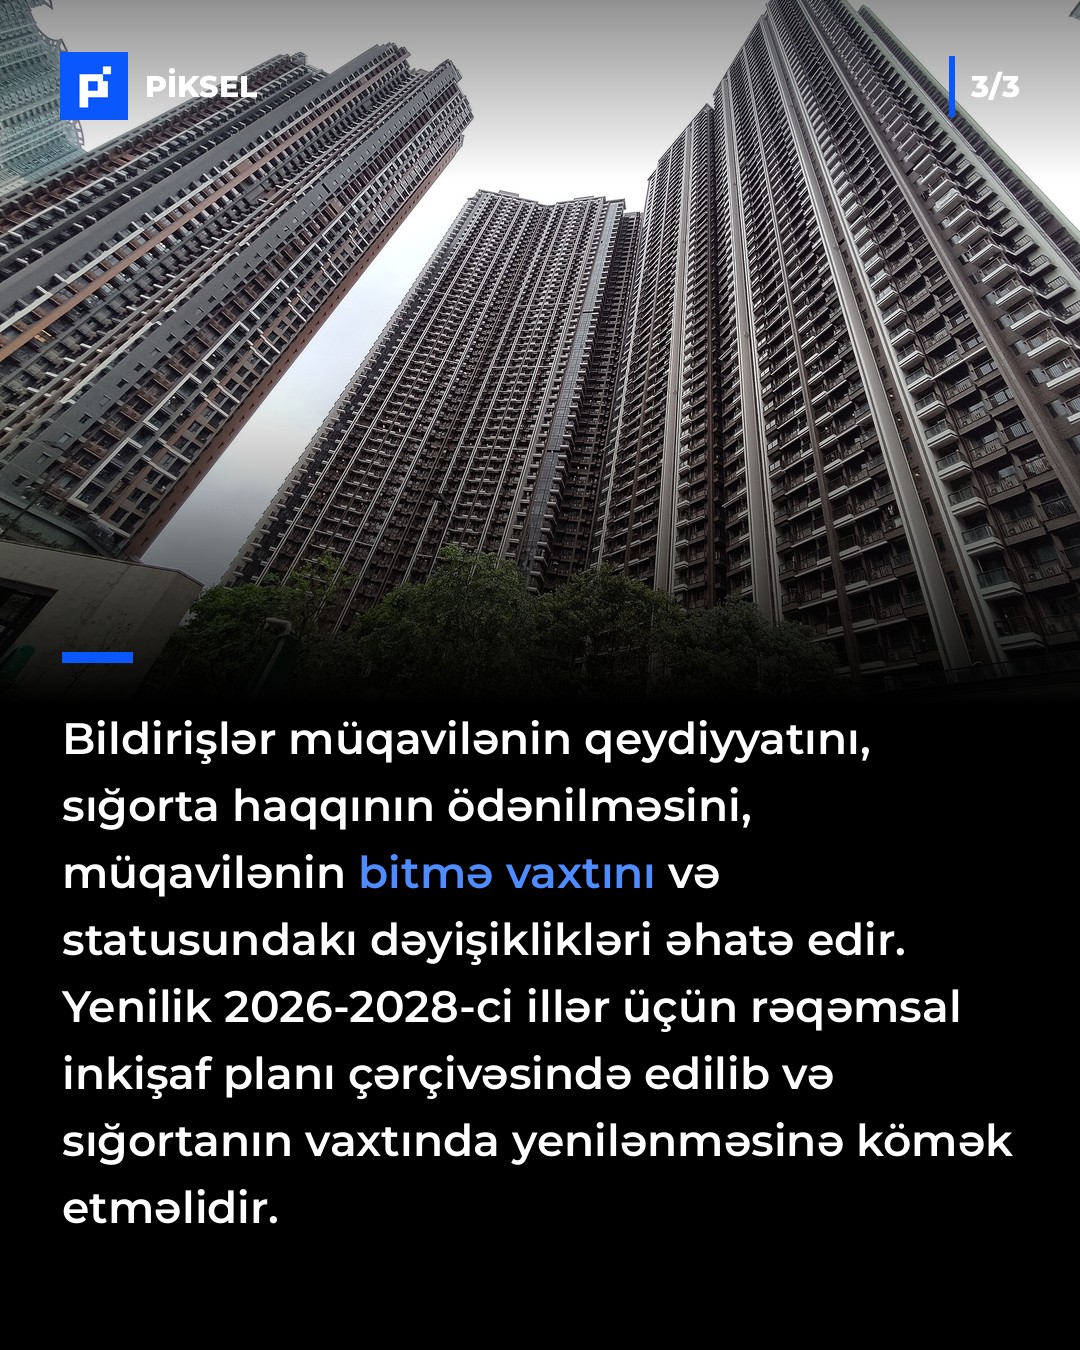 PİKSEL
3/3
Bildirişlər müqavilənin qeydiyyatını,
sığorta haqqının ödənilməsini,
müqavilənin bitmə vaxtını və
statusundakı dəyişiklikləri əhatə edir.
Yenilik 2026-2028-ci illər üçün rəqəmsal
inkişaf planı çərçivəsində edilib və
sığortanın vaxtında yenilənməsinə kömək
etməlidir.